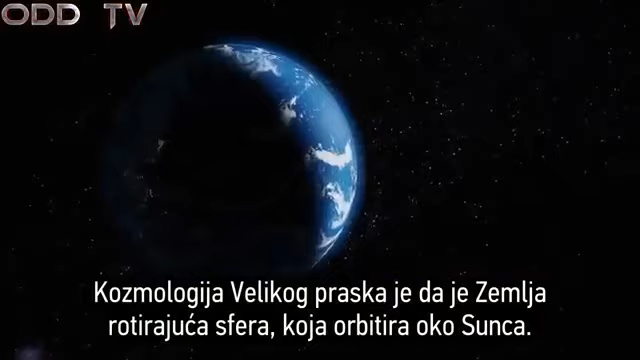 ODD TV
Kozmologija Velikog praska je da je Zemlja
rotirajuća sfera, koja orbitira oko Sunca.